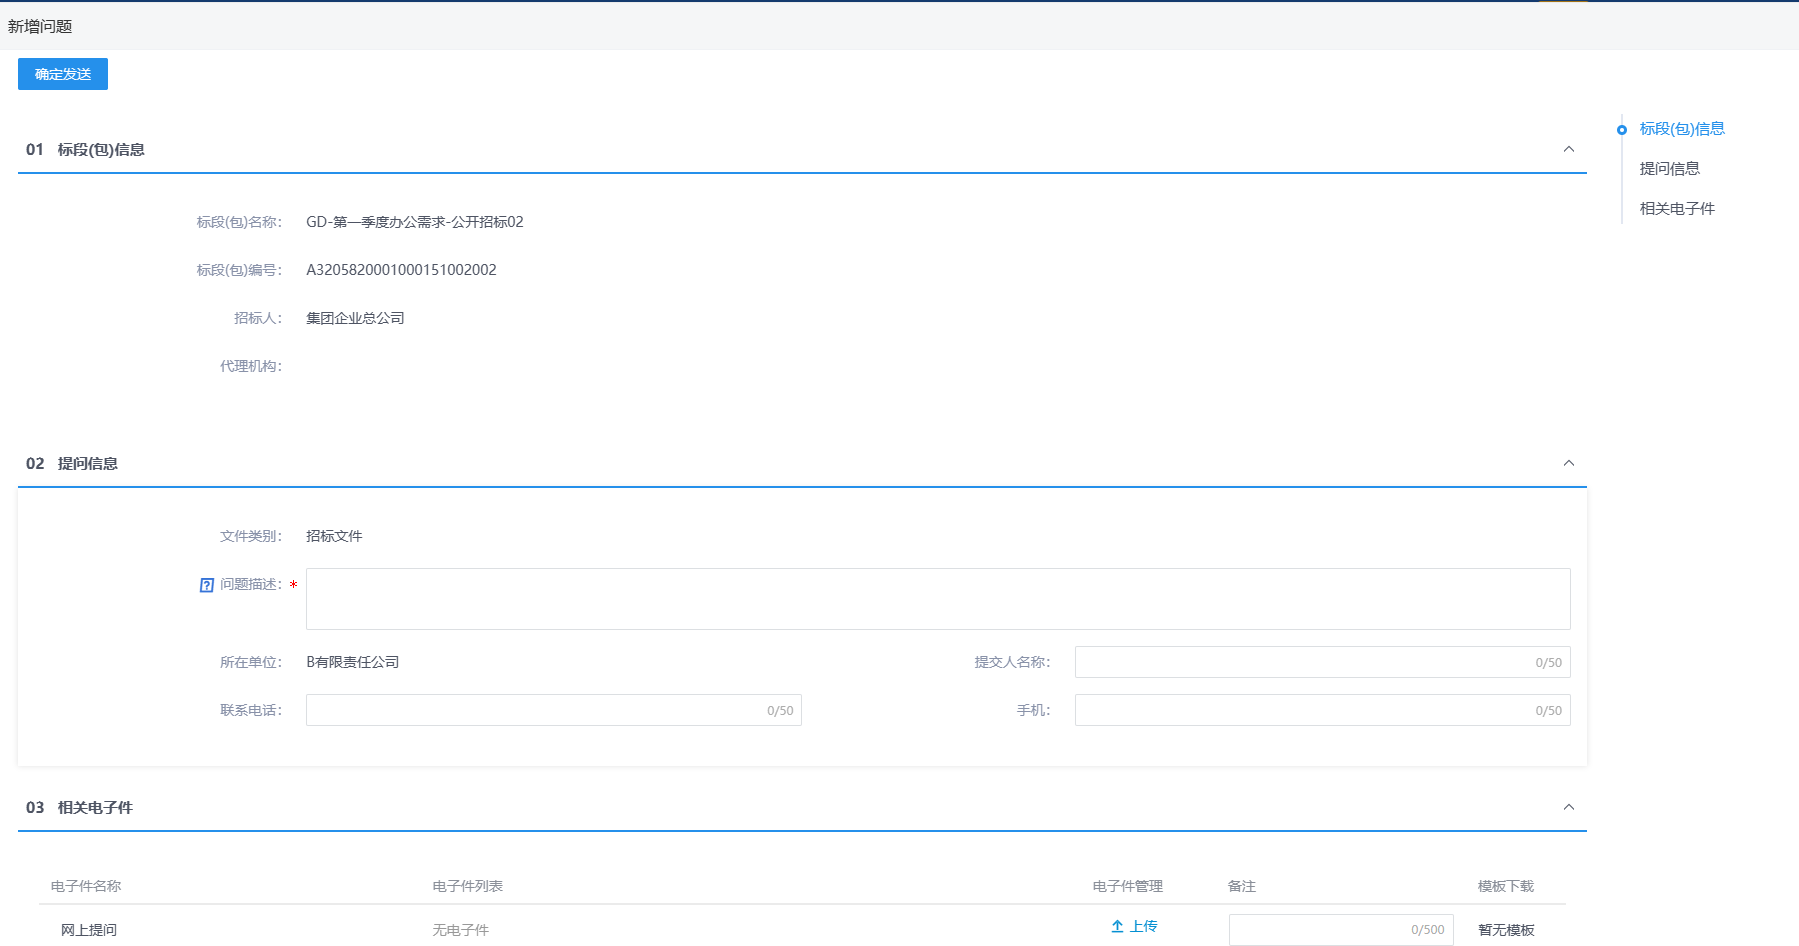 新增问题
确定发送
01 标段(包)信息
标段(包)名称： GD-第一季度办公需求-公开招标02
标段(包)编号： A3205820001000151002002
招标人： 集团企业总公司
代理机构：
标段(包)信息
提问信息
相关电子件
02 提问信息
文件类别： 招标文件
? 问题描述：*
所在单位： B有限责任公司 提交人名称： 0/50
联系电话： 0/50 手机： 0/50
03 相关电子件
电子件名称 电子件列表 电子件管理 备注 模板下载
网上提问 无电子件 上传 0/500 暂无模板